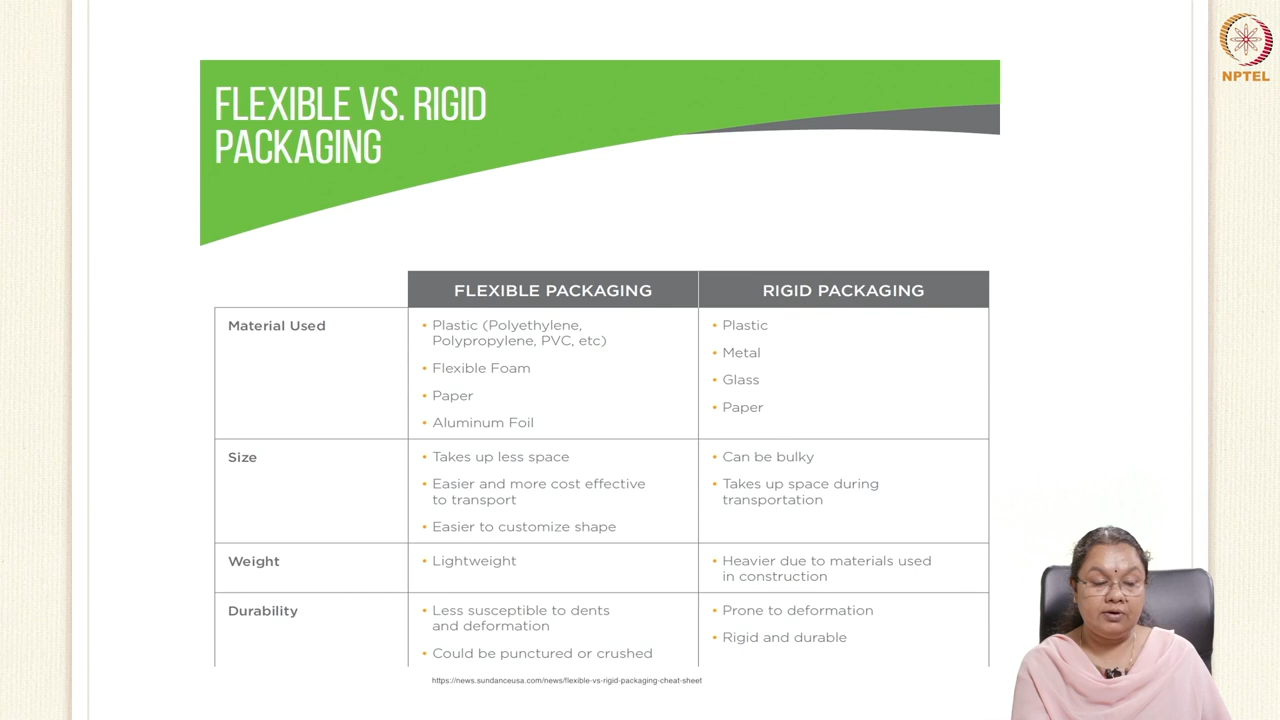 NPTEL
FLEXIBLE VS. RIGID
PACKAGING
FLEXIBLE PACKAGING
RIGID PACKAGING
Material Used
• Plastic (Polyethylene,
Polypropylene, PVC, etc)
• Flexible Foam
• Paper
• Aluminum Foil
• Plastic
• Metal
• Glass
• Paper
Size
• Takes up less space
• Easier and more cost effective
to transport
• Easier to customize shape
• Can be bulky
• Takes up space during
transportation
Weight
• Lightweight
• Heavier due to materials used
in construction
Durability
• Less susceptible to dents
and deformation
• Could be punctured or crushed
• Prone to deformation
• Rigid and durable
https://news.sundanceusa.com/news/flexible-vs-rigid-packaging-cheat-sheet